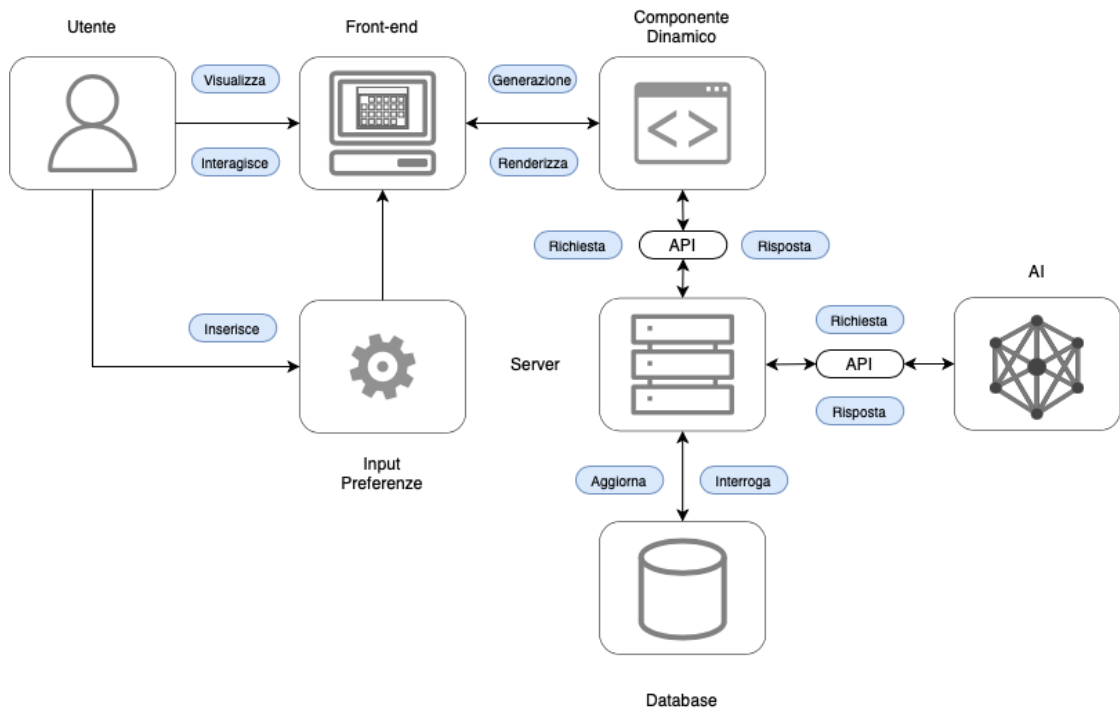 Utente
Front-end
Componente
Dinamico
Visualizza
Generazione
Interagisce
Renderizza
Richiesta
API
Risposta
AI
Inserisce
Server
Richiesta
API
Risposta
Input
Preferenze
Aggiorna
Interroga
Database